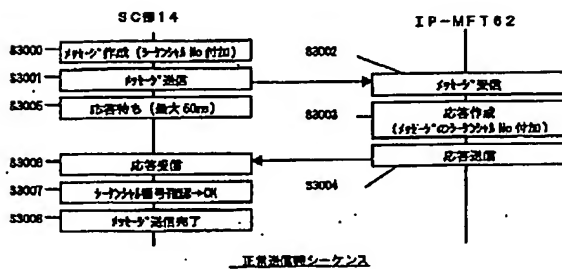 SC部14
IP-MFT62
S3000
メッセージ作成（シーケンシャルNo付加）
S3002
S3001
メッセージ送信
メッセージ受信
S3005
応答待ち（最大60ms）
S3003
応答作成
（メッセージのシーケンシャルNo付加）
S3006
応答受信
応答送信
S3004
S3007
シーケンシャル番号確認→OK
S3008
メッセージ送信完了
正常送信時シーケンス